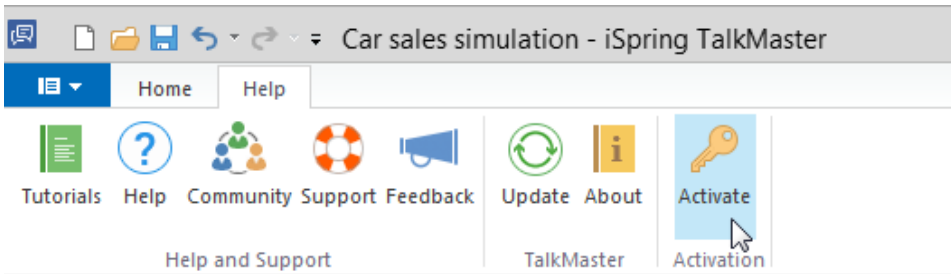 Car sales simulation - iSpring TalkMaster
Home Help
Tutorials Help Community Support Feedback Update About Activate
Help and Support TalkMaster Activation